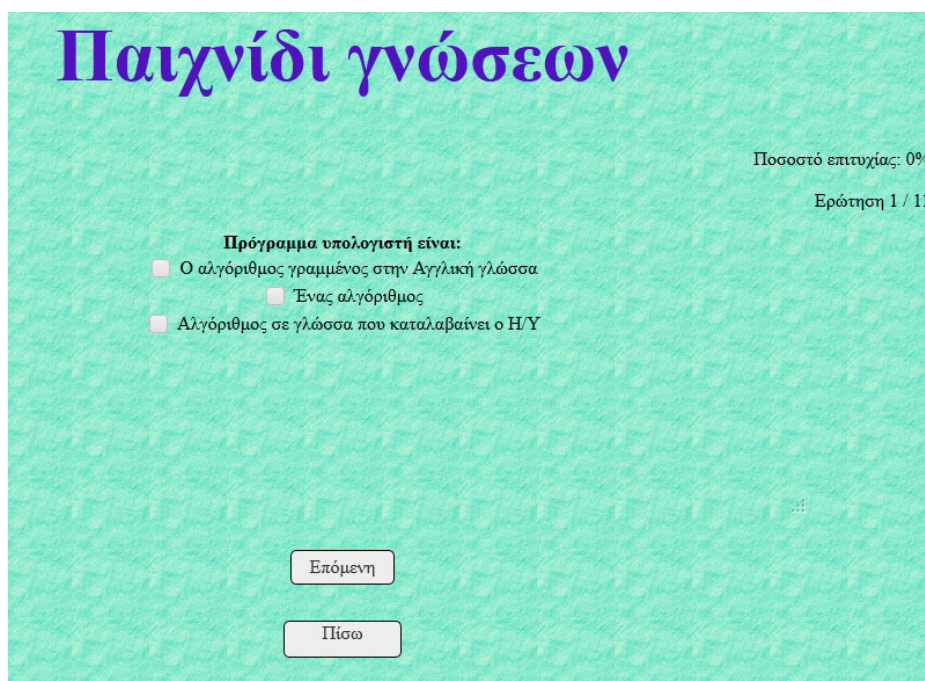 Παιχνίδι γνώσεων
Ποσοστό επιτυχίας: 0%
Ερώτηση 1 / 11
Πρόγραμμα υπολογιστή είναι:
Ο αλγόριθμος γραμμένος στην Αγγλική γλώσσα
Ένας αλγόριθμος
Αλγόριθμος σε γλώσσα που καταλαβαίνει ο Η/Υ
Επόμενη
Πίσω